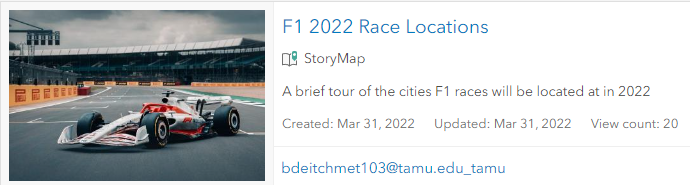 F1 2022 Race Locations
StoryMap
A brief tour of the cities F1 races will be located at in 2022
Created: Mar 31, 2022 Updated: Mar 31, 2022 View count: 20
bdeitchmet103@tamu.edu_tamu